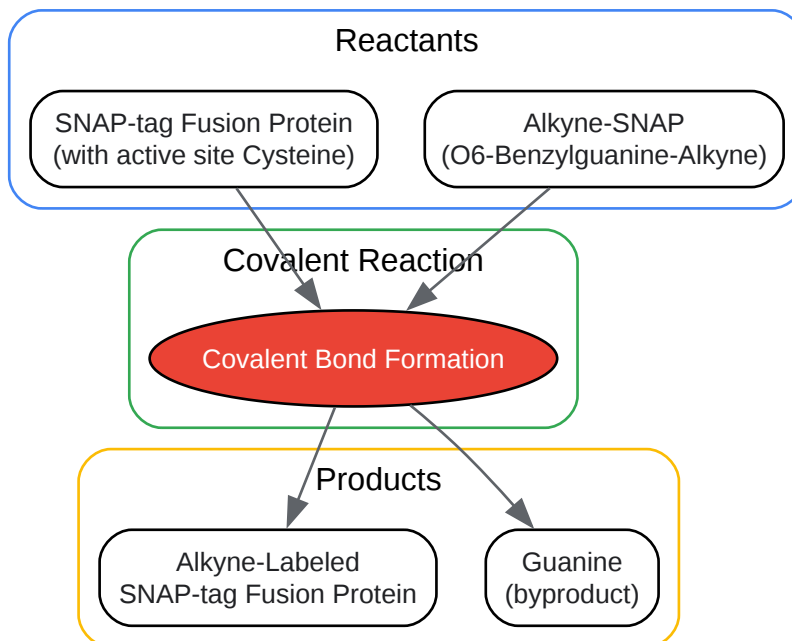 Reactants
SNAP-tag Fusion Protein
(with active site Cysteine)
Alkyne-SNAP
(O6-Benzylguanine-Alkyne)
Covalent Reaction
Covalent Bond Formation
Products
Alkyne-Labeled
SNAP-tag Fusion Protein
Guanine
(byproduct)